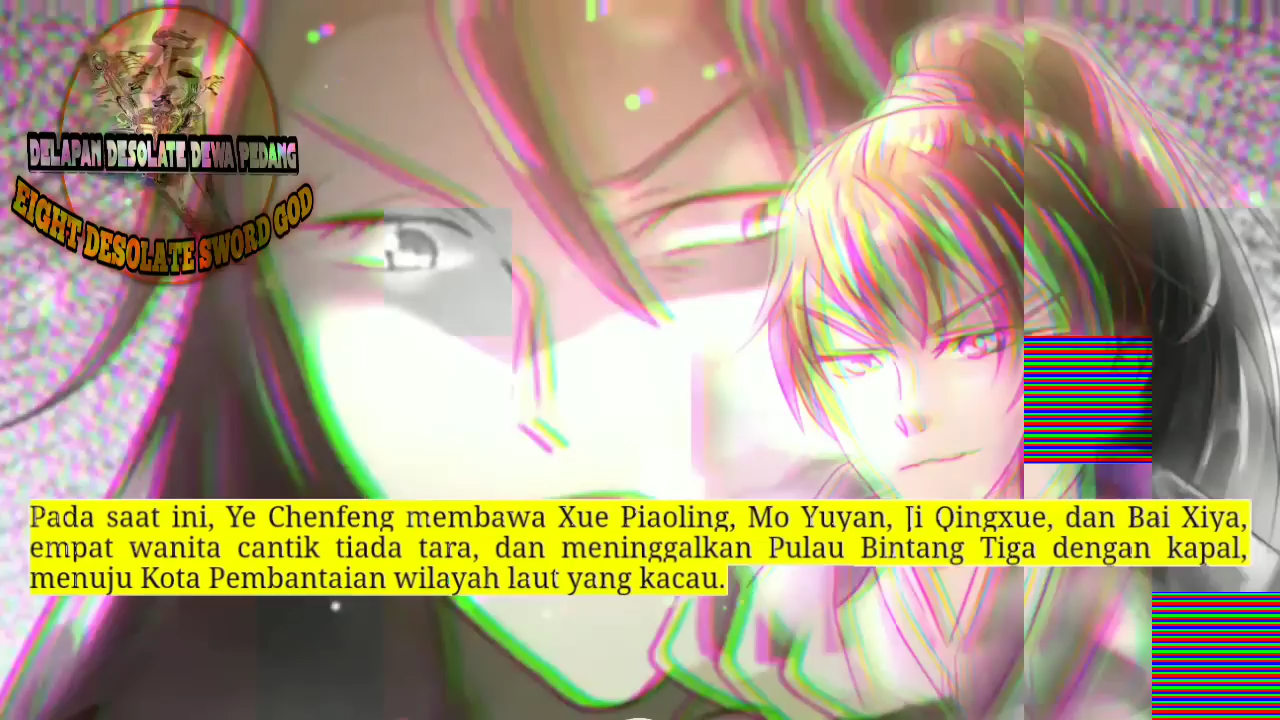 DELAPAN DESOLATE DEWA PEDANG
EIGHT DESOLATE SWORD GOD
Pada saat ini, Ye Chenfeng membawa Xue Piaoling, Mo Yuyan, Ji Qingxue, dan Bai Xiya,
empat wanita cantik tiada tara, dan meninggalkan Pulau Bintang Tiga dengan kapal,
menuju Kota Pembantaian wilayah laut yang kacau.